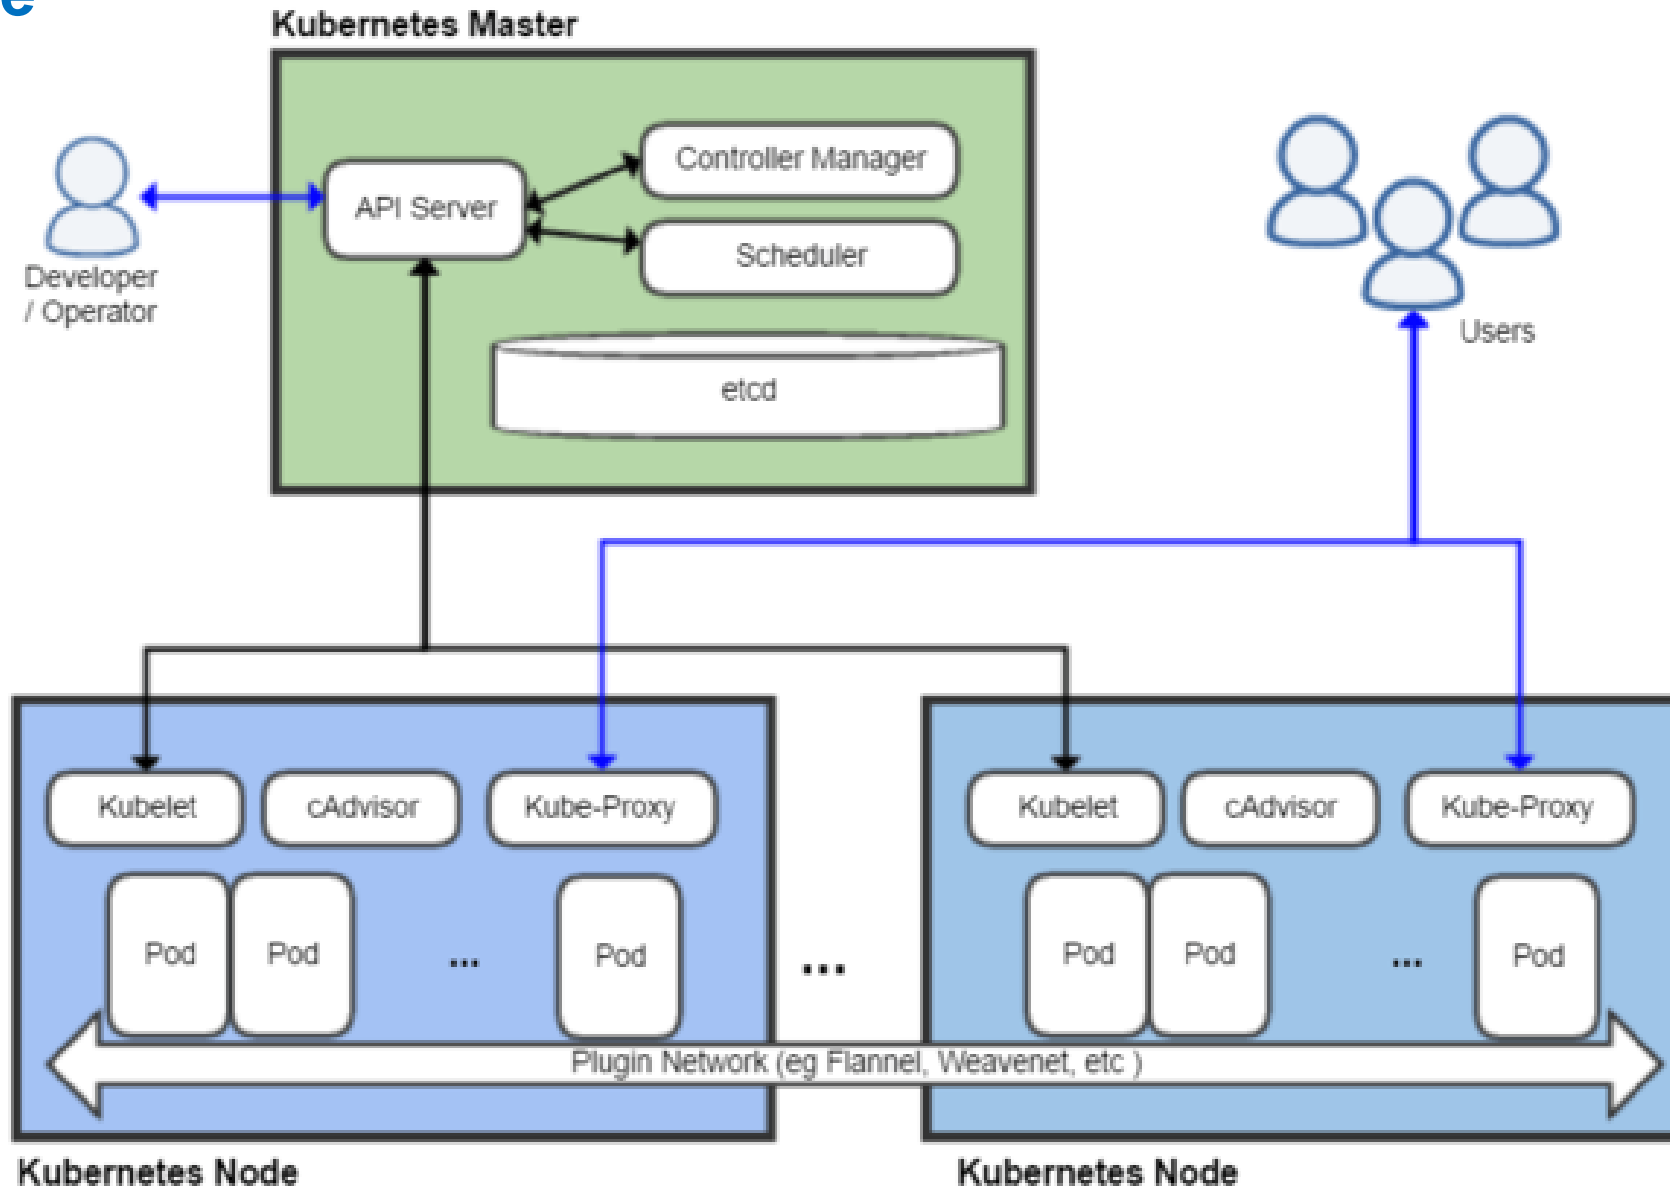 e
Kubernetes Master
Controller Manager
API Server
Scheduler
etcd
Developer
/ Operator
Users
Kubelet
cAdvisor
Kube-Proxy
Pod
Pod
...
Pod
...
Kubelet
cAdvisor
Kube-Proxy
Pod
Pod
...
Pod
Plugin Network (eg Flannel, Weavenet, etc )
Kubernetes Node
Kubernetes Node